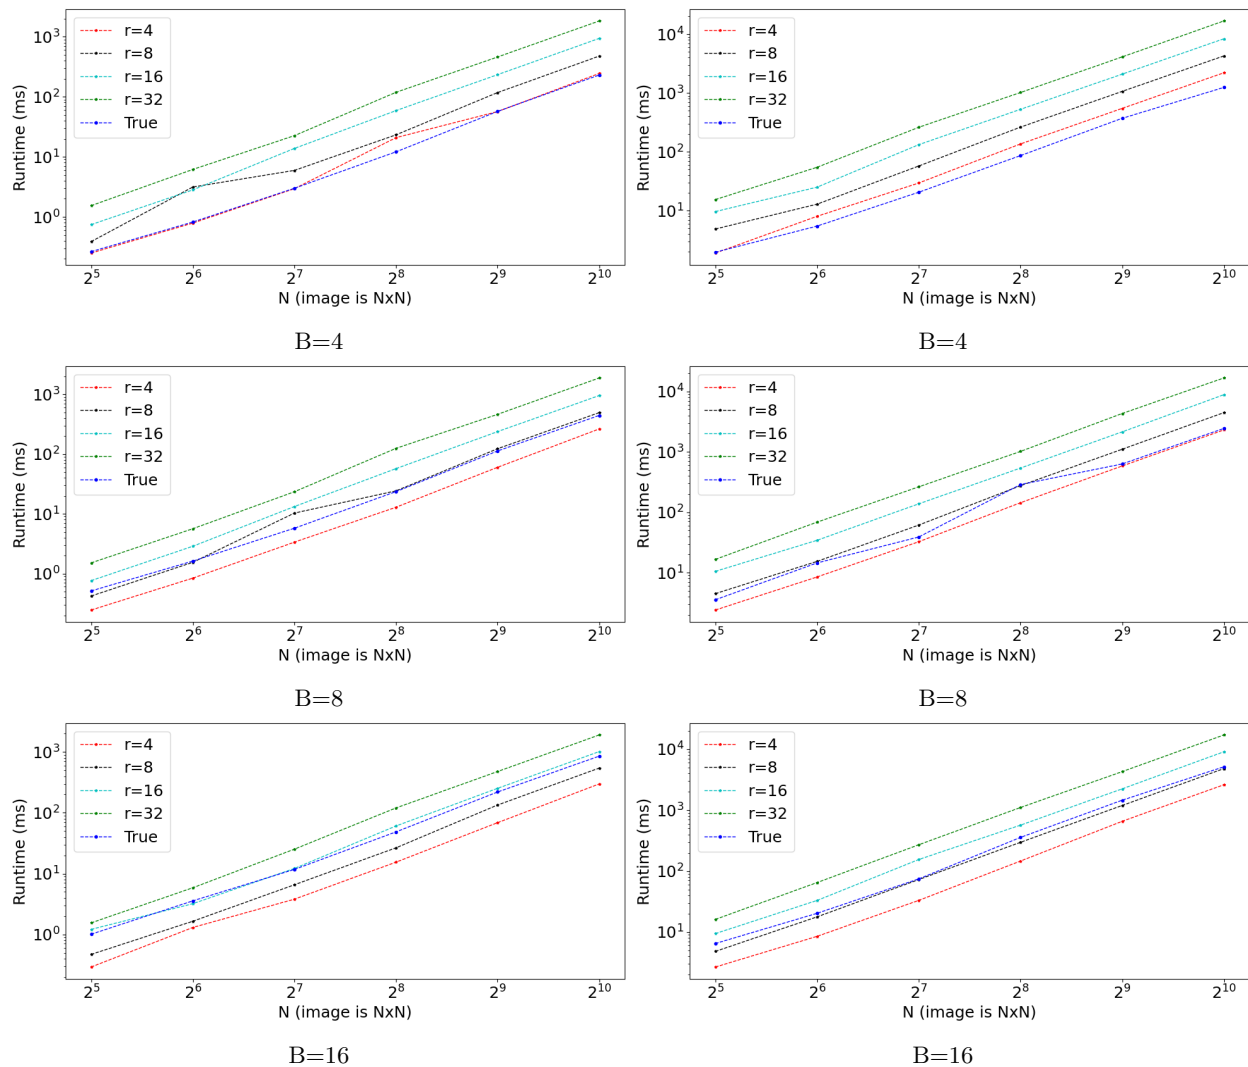 r=4
r=8
r=16
r=32
True
Runtime (ms)
10³
10²
10¹
10⁰
2⁵ 2⁶ 2⁷ 2⁸ 2⁹ 2¹⁰
N (image is NxN)
B=4
r=4
r=8
r=16
r=32
True
Runtime (ms)
10⁴
10³
10²
10¹
2⁵ 2⁶ 2⁷ 2⁸ 2⁹ 2¹⁰
N (image is NxN)
B=4
r=4
r=8
r=16
r=32
True
Runtime (ms)
10³
10²
10¹
10⁰
2⁵ 2⁶ 2⁷ 2⁸ 2⁹ 2¹⁰
N (image is NxN)
B=8
r=4
r=8
r=16
r=32
True
Runtime (ms)
10⁴
10³
10²
10¹
2⁵ 2⁶ 2⁷ 2⁸ 2⁹ 2¹⁰
N (image is NxN)
B=8
r=4
r=8
r=16
r=32
True
Runtime (ms)
10³
10²
10¹
10⁰
2⁵ 2⁶ 2⁷ 2⁸ 2⁹ 2¹⁰
N (image is NxN)
B=16
r=4
r=8
r=16
r=32
True
Runtime (ms)
10⁴
10³
10²
10¹
2⁵ 2⁶ 2⁷ 2⁸ 2⁹ 2¹⁰
N (image is NxN)
B=16